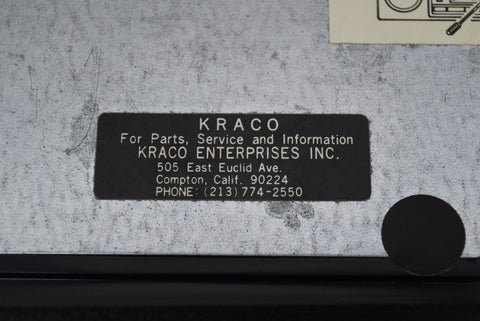 KRACO
For Parts, Service and Information
KRACO ENTERPRISES INC.
505 East Euclid Ave.
Compton, Calif. 90224
PHONE: (213) 774-2550